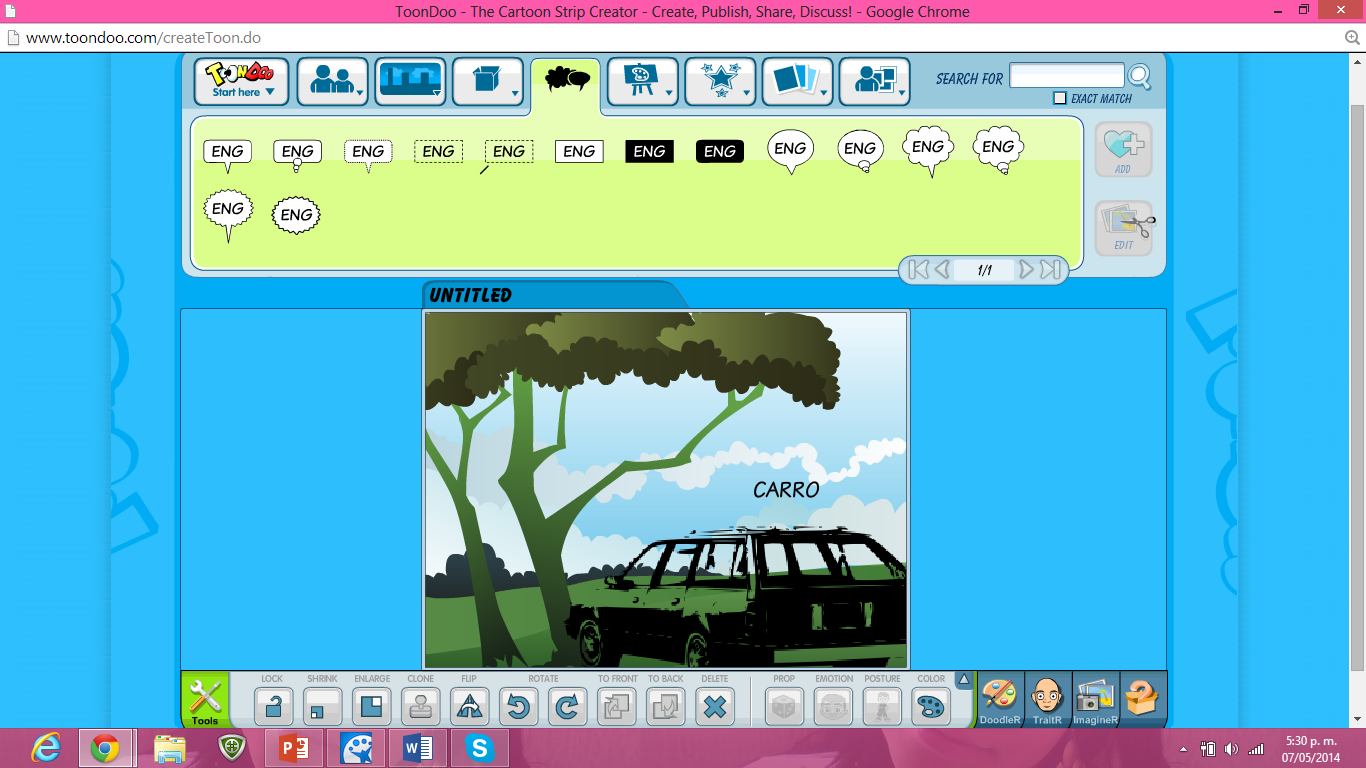 ToonDoo - The Cartoon Strip Creator - Create, Publish, Share, Discuss! - Google Chrome
www.toondoo.com/createToon.do
TOONDOO
Start here
SEARCH FOR
EXACT MATCH
ENG ENG ENG ENG ENG ENG ENG ENG ENG ENG ENG ENG
ADD
ENG ENG
EDIT
1/1
UNTITLED
CARRO
LOCK SHRINK ENLARGE CLONE FLIP ROTATE TO FRONT TO BACK DELETE PROP EMOTION POSTURE COLOR
Tools DoodleR TraitR ImagineR
5:30 p. m.
07/05/2014